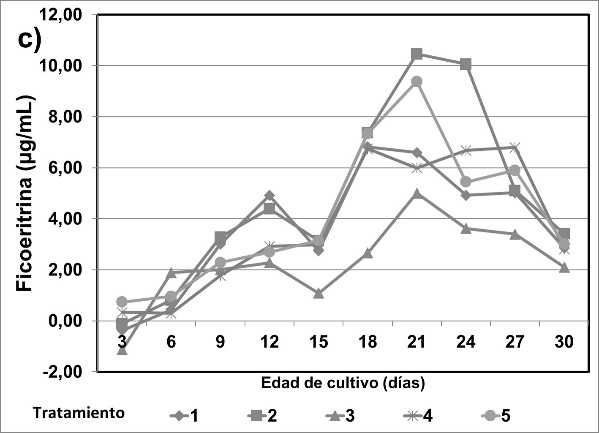 c)
12,00
10,00
8,00
6,00
4,00
2,00
0,00
-2,00
Ficoeritrina (µg/mL)
3 6 9 12 15 18 21 24 27 30
Edad de cultivo (días)
Tratamiento 1 2 3 4 5